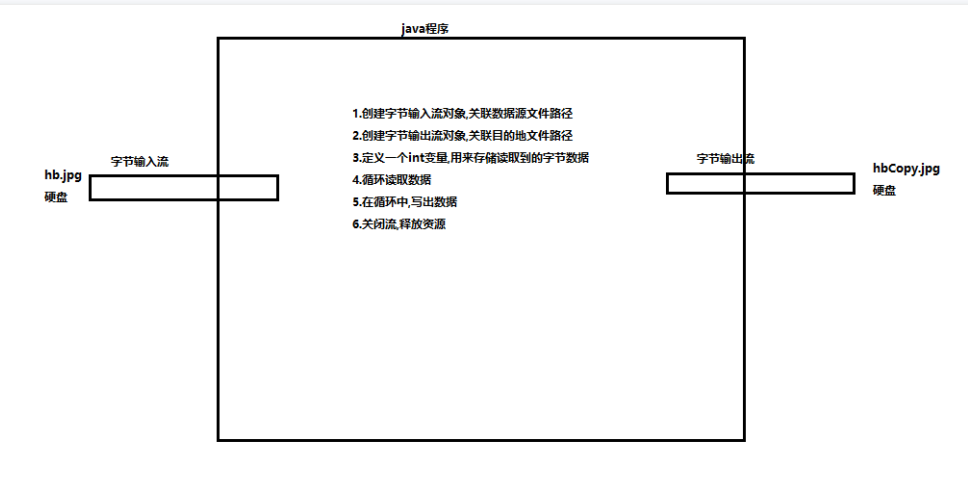 java程序
1.创建字节输入流对象,关联数据源文件路径
2.创建字节输出流对象,关联目的地文件路径
3.定义一个int变量,用来存储读取到的字节数据
4.循环读取数据
5.在循环中,写出数据
6.关闭流,释放资源
字节输入流
hb.jpg
硬盘
字节输出流
hbCopy.jpg
硬盘